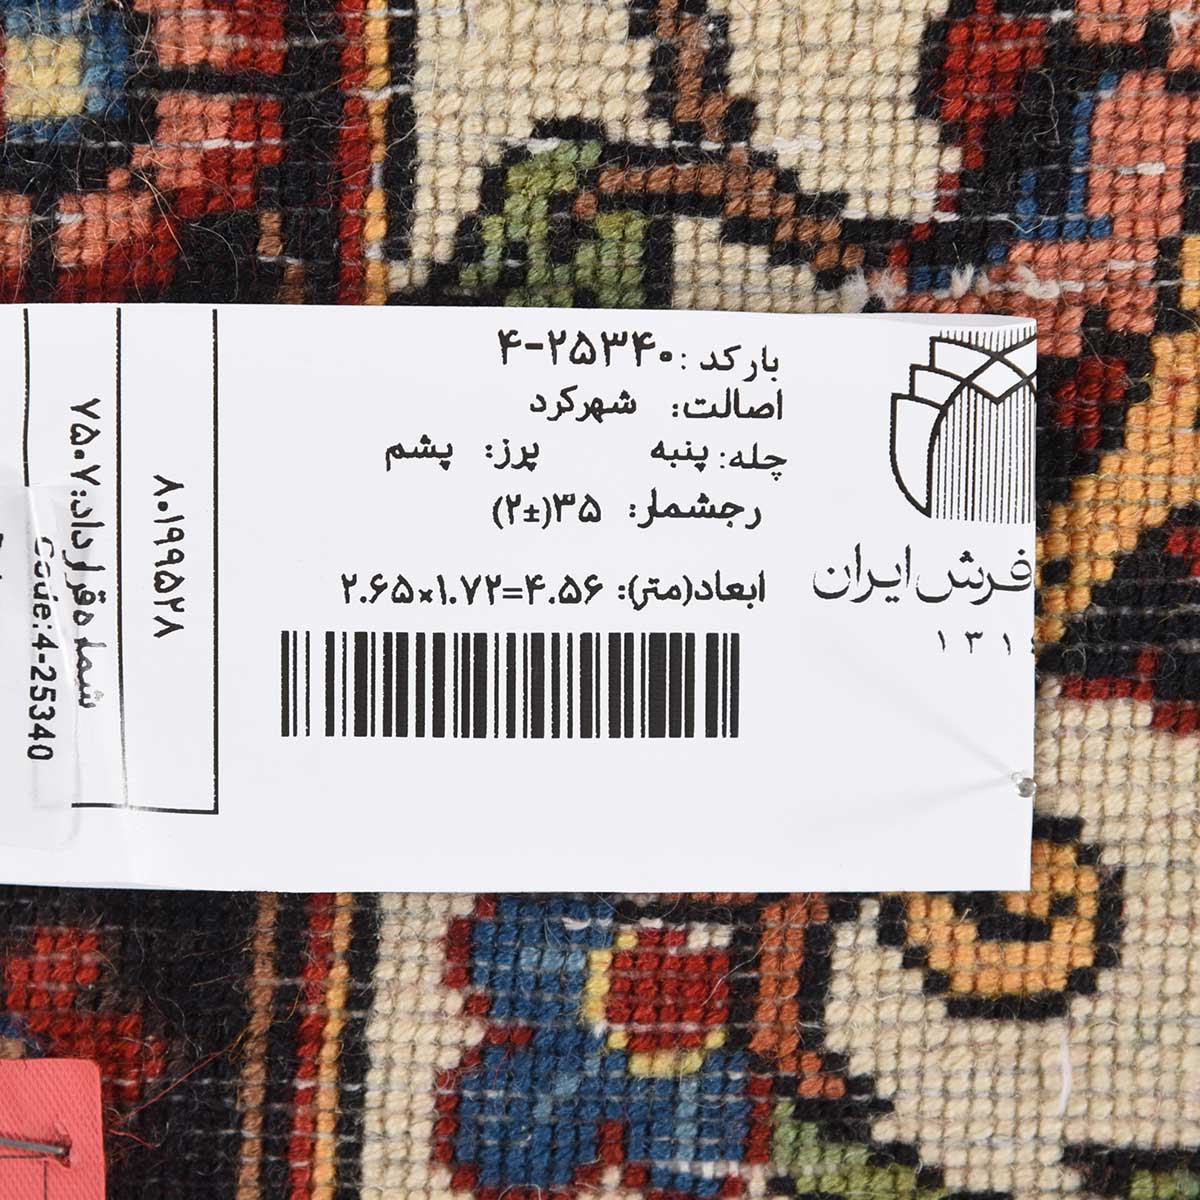 بارکد: ۴-۲۵۳۴۰
اصالت: شهرکرد
چله: پنبه پرز: پشم
رجشمار: ۳۵(±۲)
ابعاد(متر): ۲.۶۵×۱.۷۲=۴.۵۶
فرش ایران
۱۳۱
۸۰۱۹۹۵۲۸
شماره قرارداد: ۷۵۰۷
Code: 4-25340